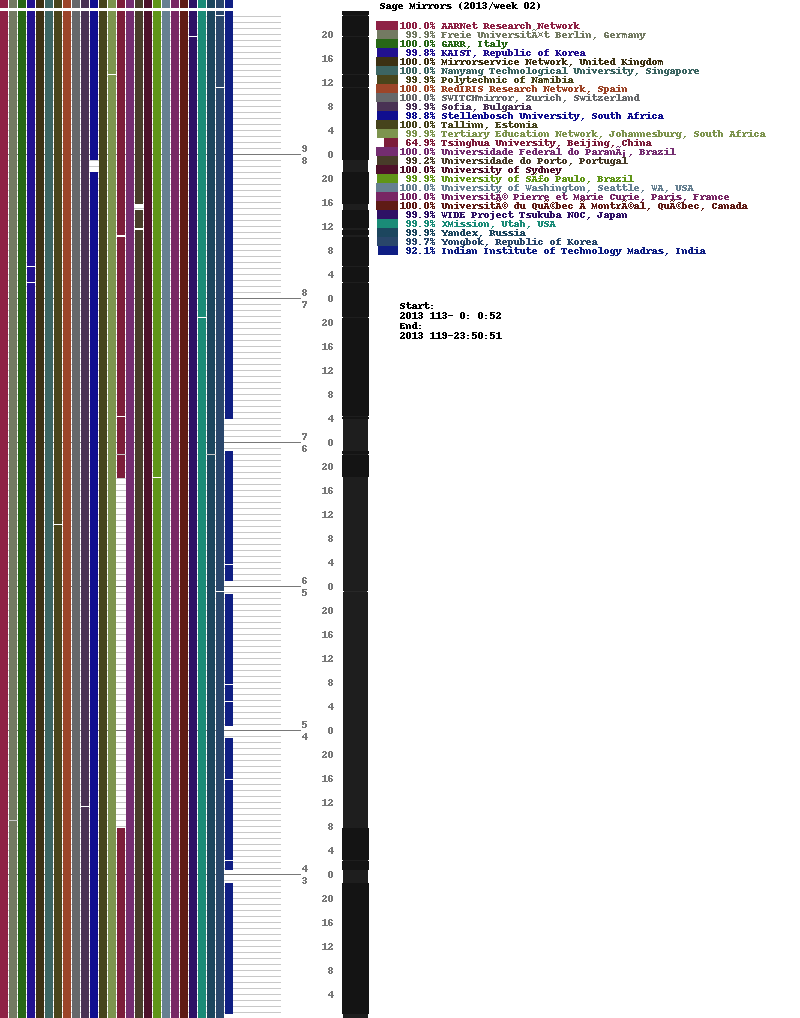 Sage Mirrors (2013/week 02)
100.0% AARNet Research Network
99.9% Freie UniversitÃ¤t Berlin, Germany
100.0% GARR, Italy
99.8% KAIST, Republic of Korea
100.0% Mirrorservice Network, United Kingdom
100.0% Nanyang Technological University, Singapore
99.9% Polytechnic of Namibia
100.0% RedIRIS Research Network, Spain
100.0% SWITCHmirror, Zurich, Switzerland
99.9% Sofia, Bulgaria
98.8% Stellenbosch University, South Africa
100.0% Tallinn, Estonia
99.9% Tertiary Education Network, Johannesburg, South Africa
64.9% Tsinghua University, Beijing, China
100.0% Universidade Federal do ParanÃ¡, Brazil
99.2% Universidade do Porto, Portugal
100.0% University of Sydney
99.9% University of SÃ£o Paulo, Brazil
100.0% University of Washington, Seattle, WA, USA
100.0% UniversitÃ© Pierre et Marie Curie, Paris, France
100.0% UniversitÃ© du QuÃ©bec A MontrÃ©al, QuÃ©bec, Canada
99.9% WIDE Project Tsukuba NOC, Japan
99.9% XMission, Utah, USA
99.9% Yandex, Russia
99.7% Yongbok, Republic of Korea
92.1% Indian Institute of Technology Madras, India
Start:
2013 113- 0: 0:52
End:
2013 119-23:50:51
20
16
12
8
4
9
0
8
20
16
12
8
4
8
0
7
20
16
12
8
4
7
0
6
20
16
12
8
4
6
0
5
20
16
12
8
4
5
0
4
20
16
12
8
4
4
0
3
20
16
12
8
4